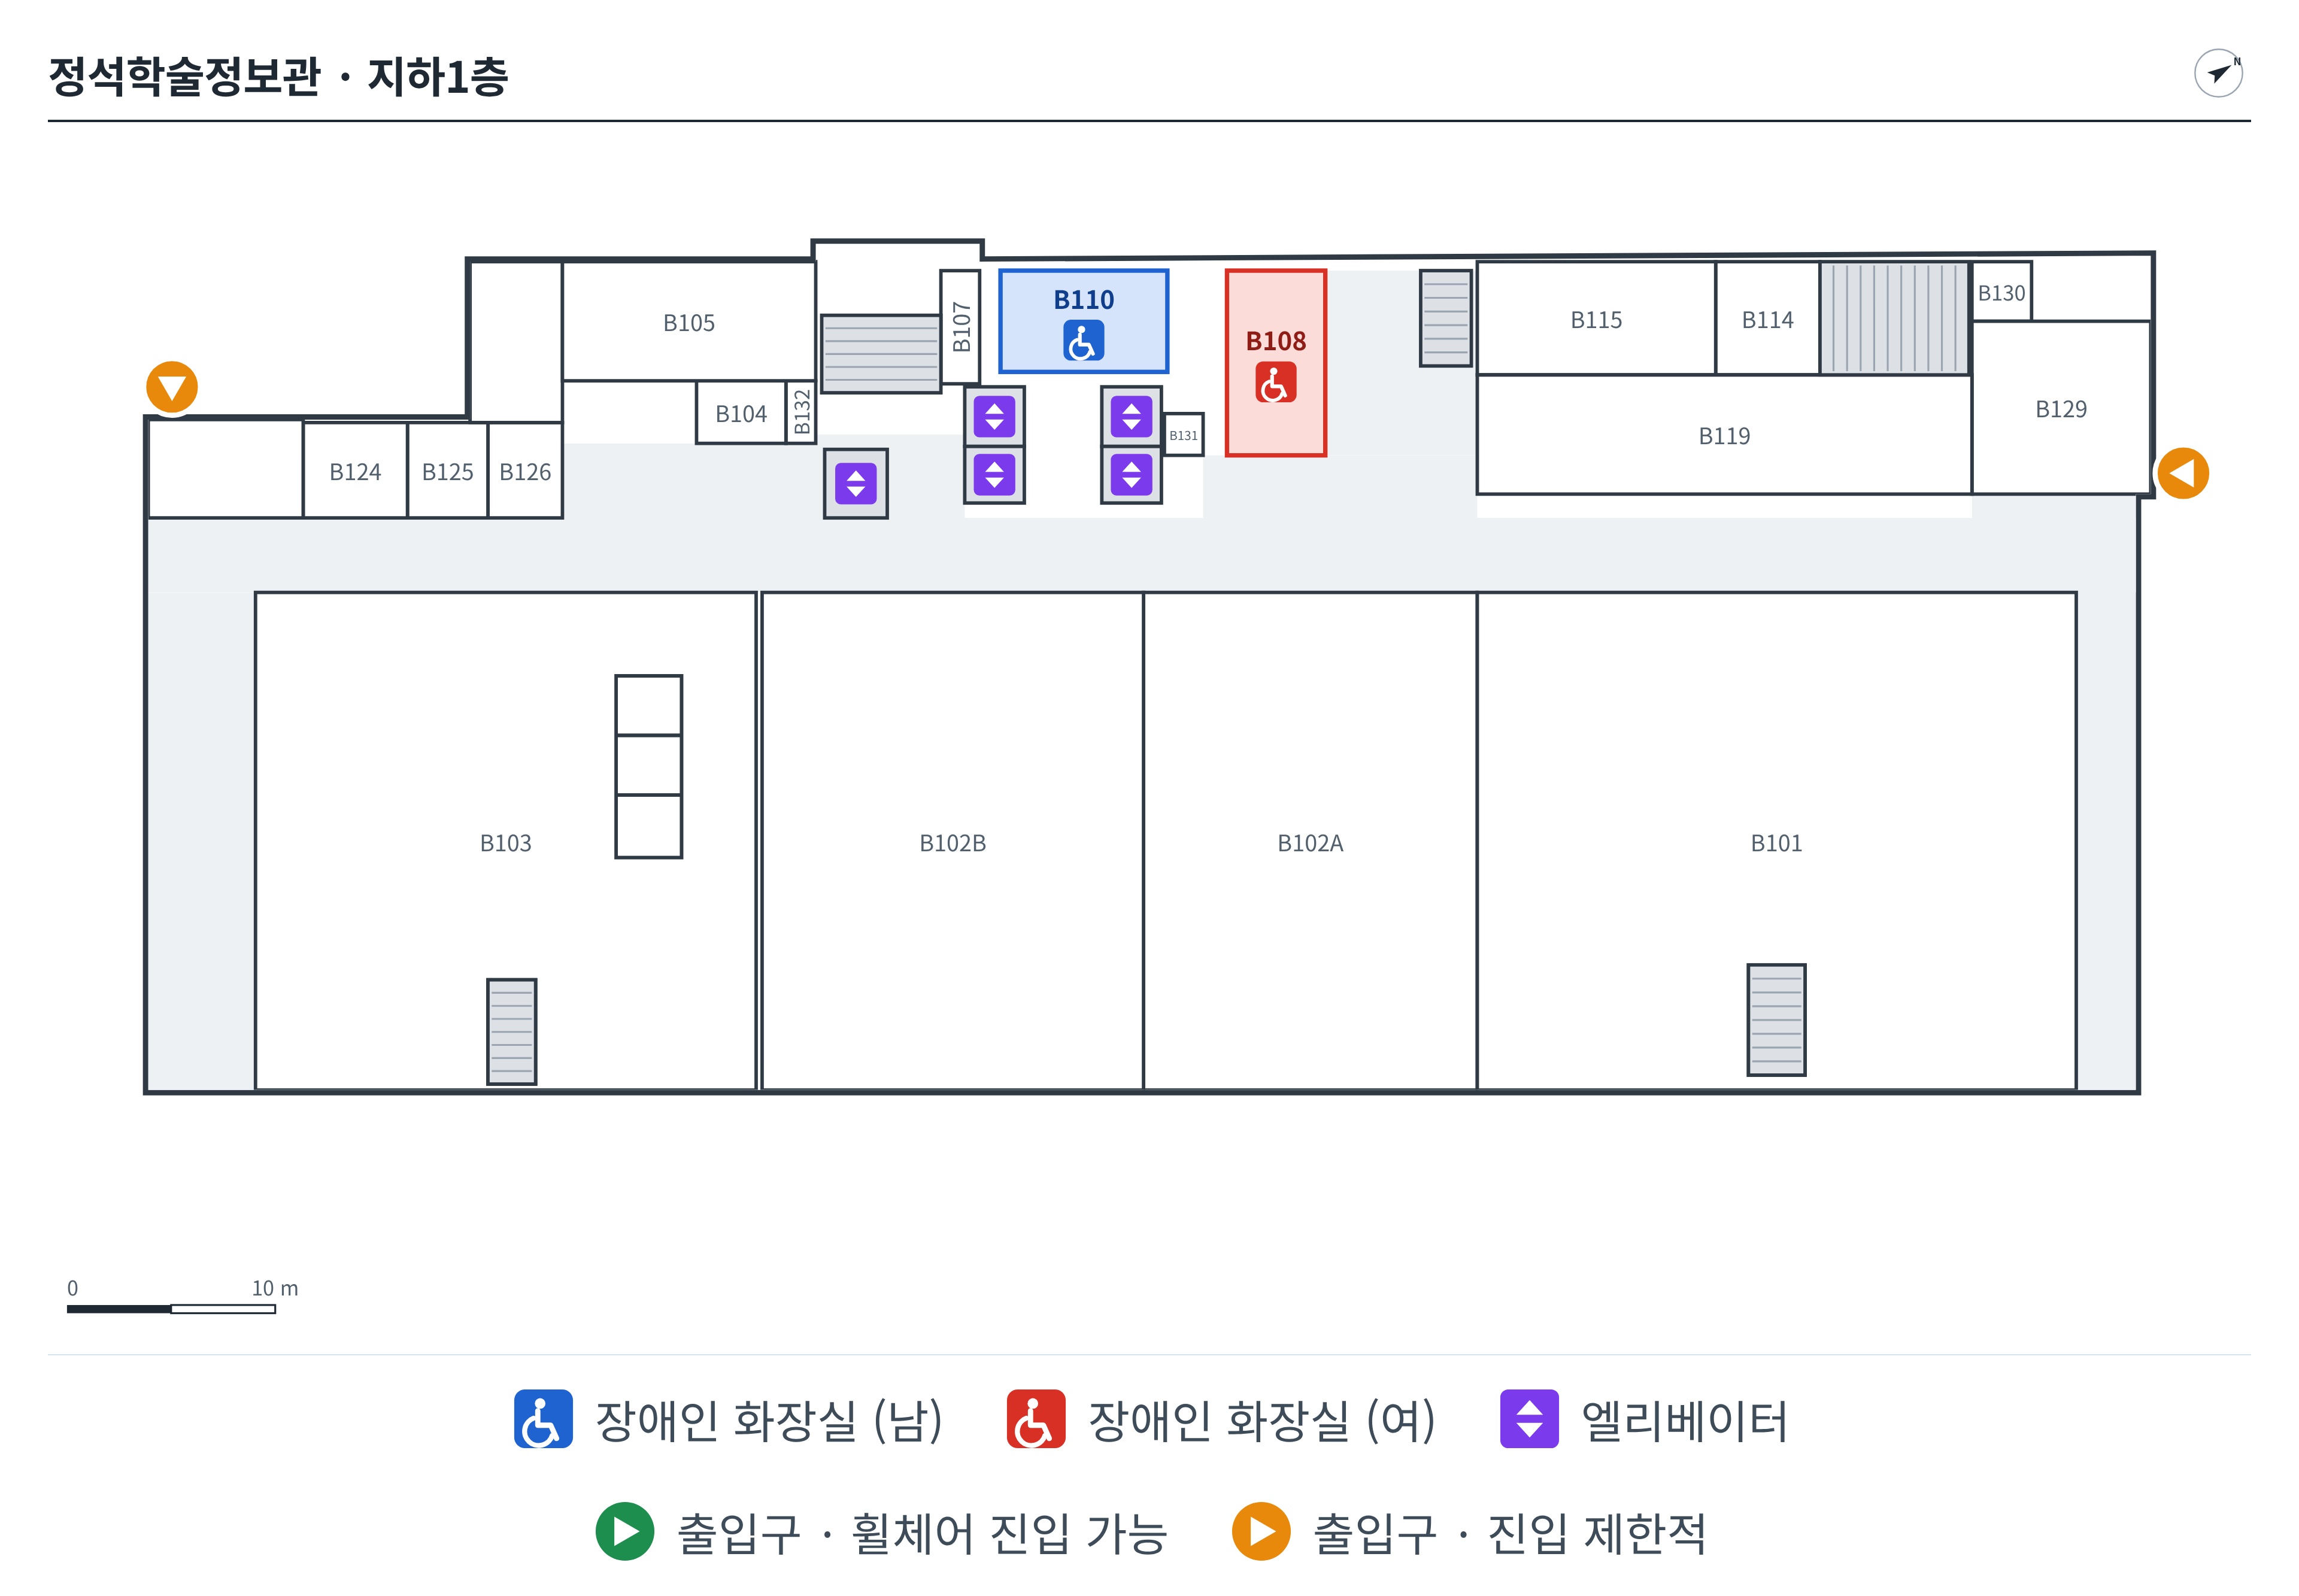 정석학술정보관 · 지하1층
N
B105
B107
B110
B108
B115
B114
B130
B104
B132
B131
B119
B129
B124
B125
B126
B103
B102B
B102A
B101
0
10 m
장애인 화장실 (남)
장애인 화장실 (여)
엘리베이터
출입구 · 휠체어 진입 가능
출입구 · 진입 제한적